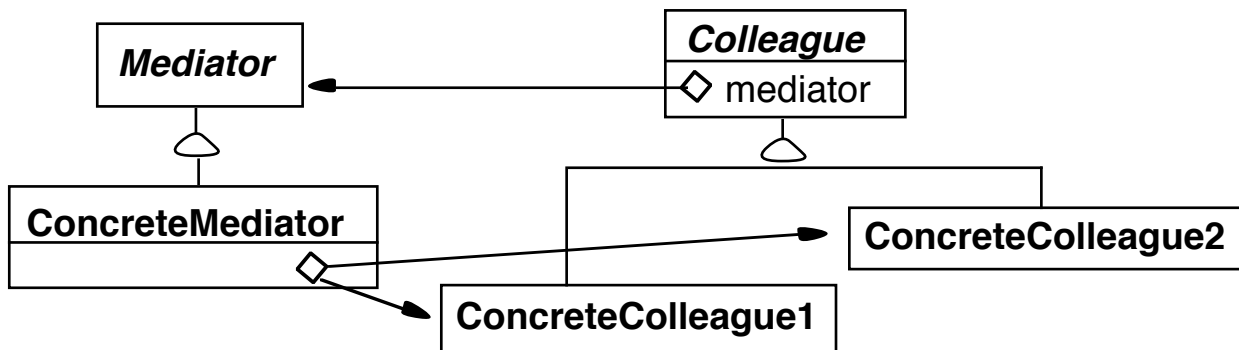 Mediator
Colleague
mediator
ConcreteMediator
ConcreteColleague2
ConcreteColleague1